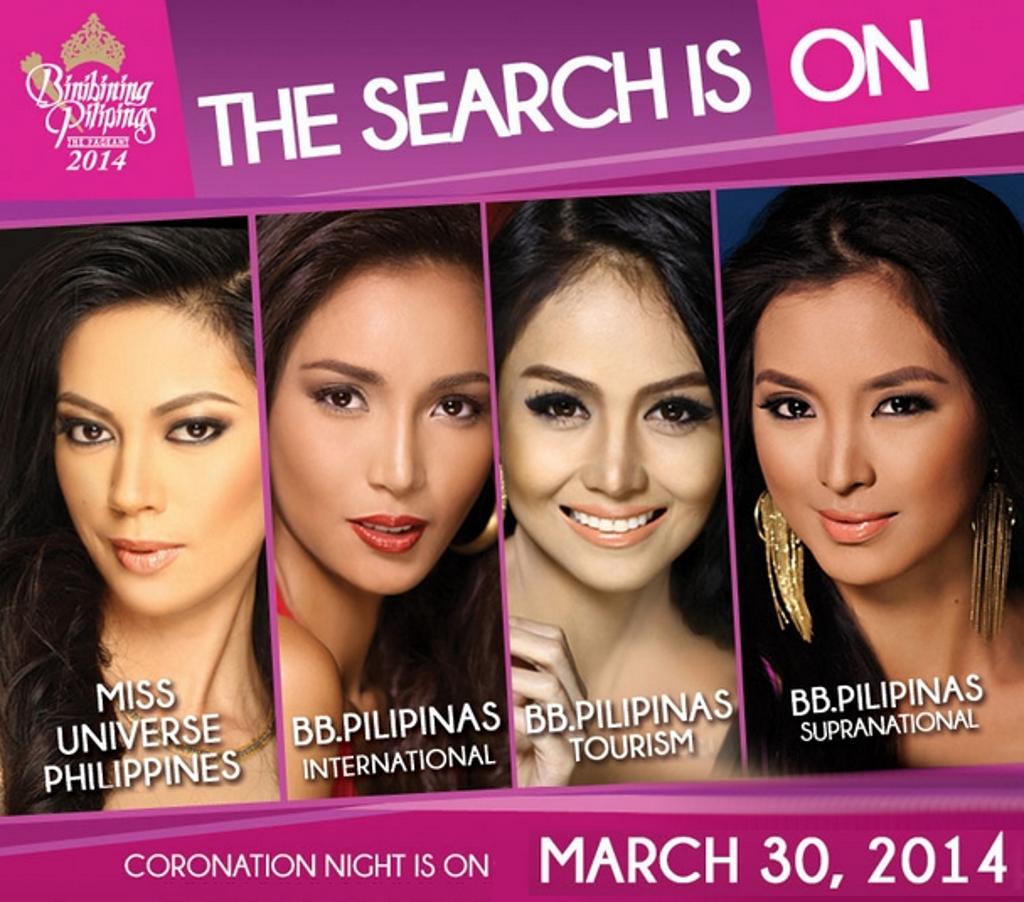 Binibining
Pilipinas
THE PAGEANT
2014
THE SEARCH IS ON
MISS
UNIVERSE
PHILIPPINES
BB.PILIPINAS
INTERNATIONAL
BB.PILIPINAS
TOURISM
BB.PILIPINAS
SUPRANATIONAL
CORONATION NIGHT IS ON MARCH 30, 2014